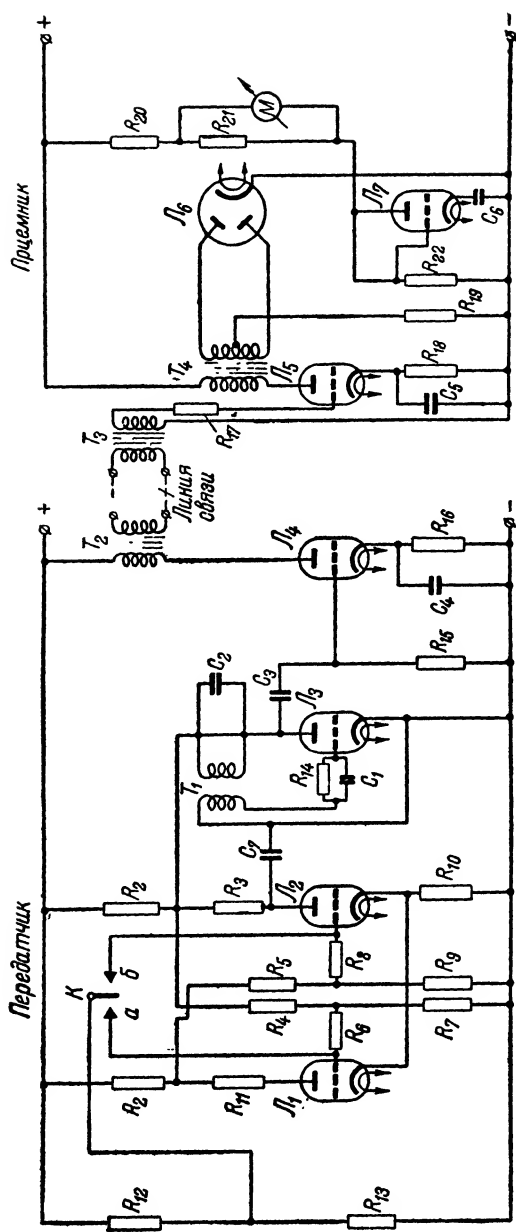 Передатчик
Приемник
+
+
R12
R2
R2
R20
К
а
б
R11
R3
R5
R4
R8
R6
C7
T1
C2
C3
R14
C1
T2
T3
T4
Линия
связи
R17
R21
М
Л1
Л2
Л3
Л4
Л5
Л6
Л7
R13
R7
R9
R10
R15
C4
R16
C5
R18
R19
R22
C6
-
-